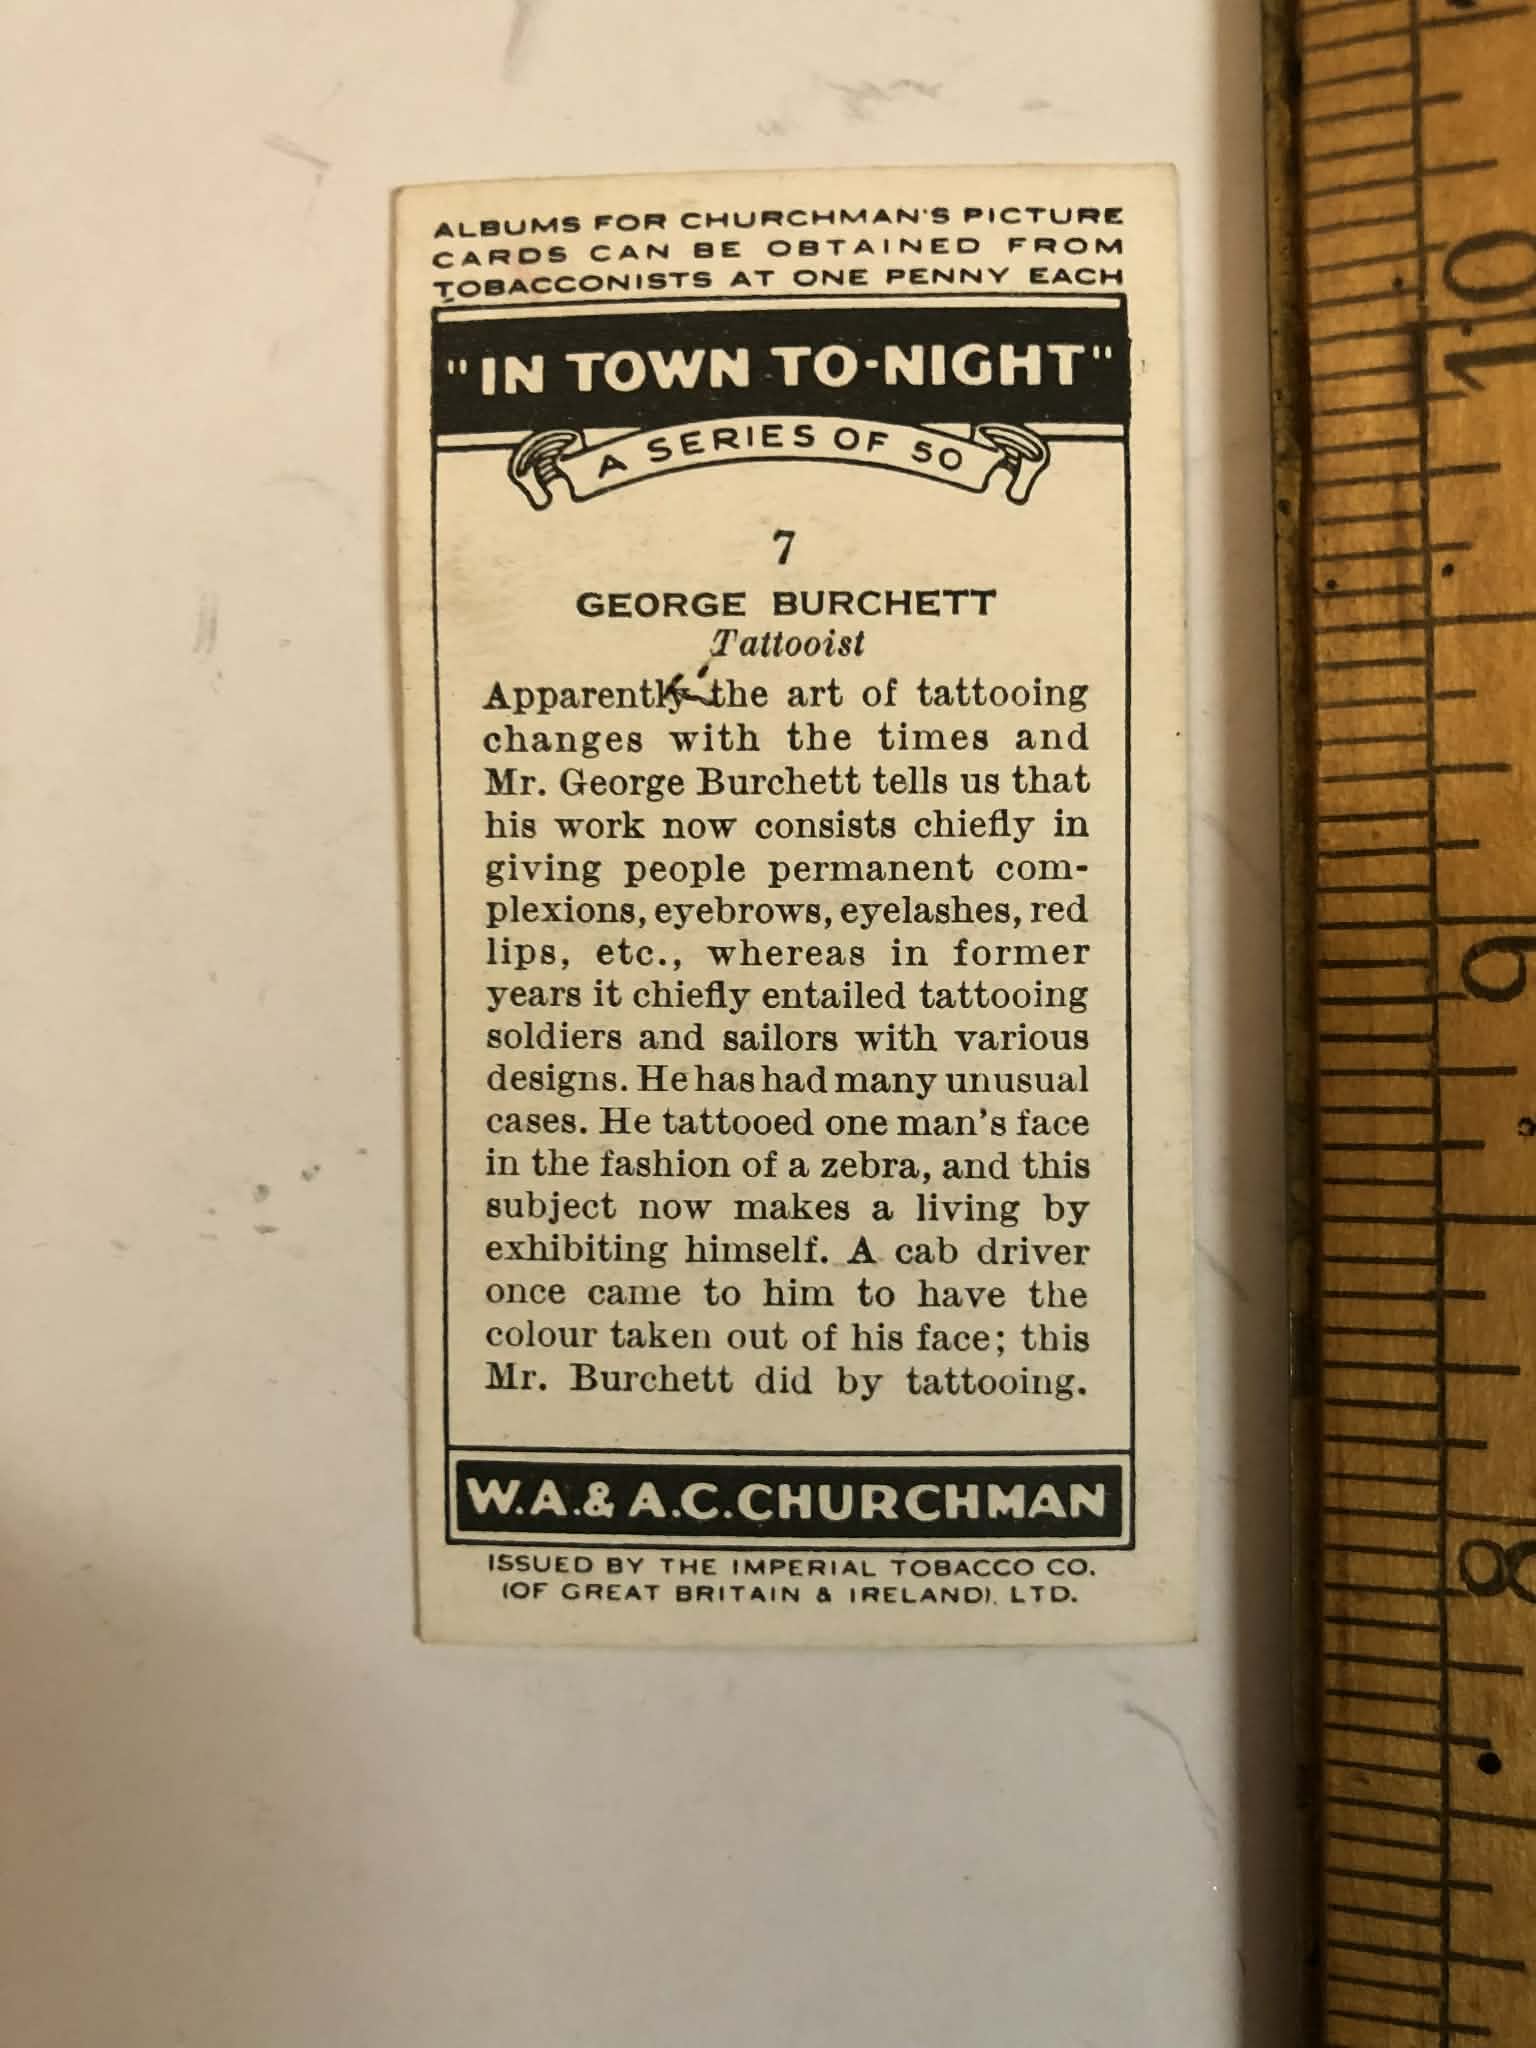 ALBUMS FOR CHURCHMAN'S PICTURE
CARDS CAN BE OBTAINED FROM
TOBACCONISTS AT ONE PENNY EACH
"IN TOWN TO-NIGHT"
A SERIES OF 50
7
GEORGE BURCHETT
Tattooist
Apparently the art of tattooing
changes with the times and
Mr. George Burchett tells us that
his work now consists chiefly in
giving people permanent com-
plexions, eyebrows, eyelashes, red
lips, etc., whereas in former
years it chiefly entailed tattooing
soldiers and sailors with various
designs. He has had many unusual
cases. He tattooed one man's face
in the fashion of a zebra, and this
subject now makes a living by
exhibiting himself. A cab driver
once came to him to have the
colour taken out of his face; this
Mr. Burchett did by tattooing.
W.A.& A.C.CHURCHMAN
ISSUED BY THE IMPERIAL TOBACCO CO.
(OF GREAT BRITAIN & IRELAND), LTD.
10
9
8